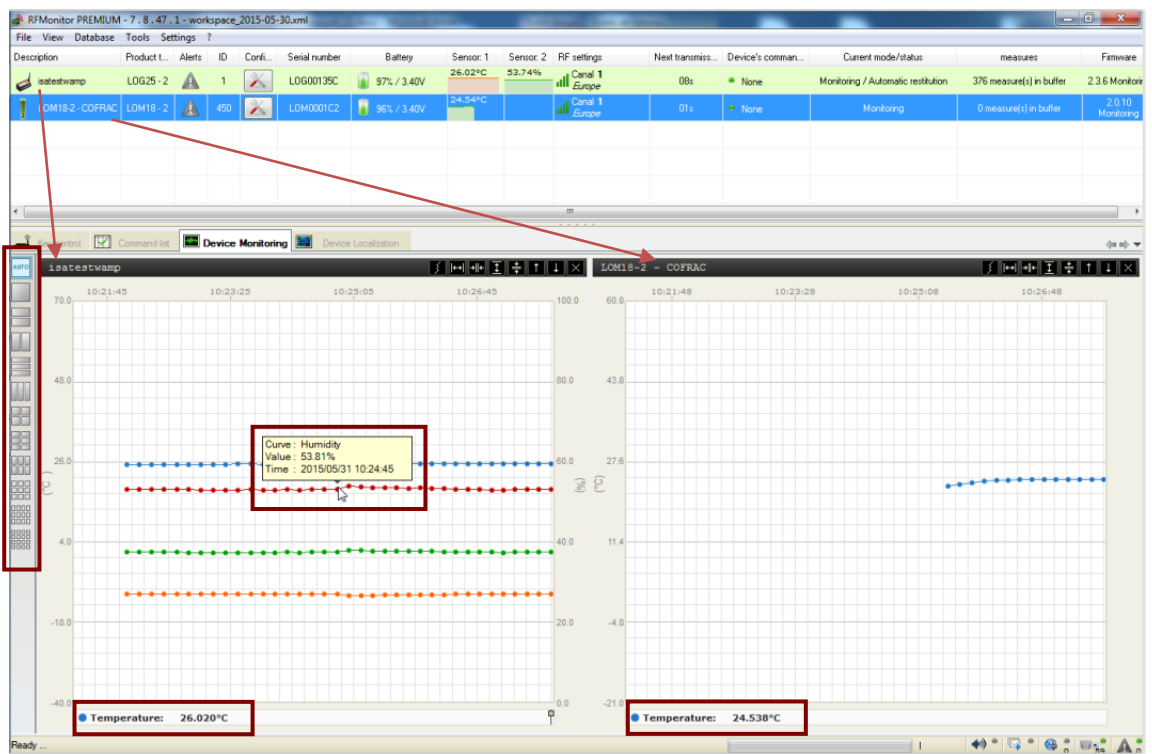 RFMonitor PREMIUM - 7 . 8 . 47 . 1 - workspace_2015-05-30.xml
File View Database Tools Settings ?
Description Product t... Alerts ID Confi... Serial number Battery Sensor: 1 Sensor: 2 RF settings Next transmiss... Device's comman... Current mode/status measures Firmware
isatestwamp LOG25 - 2 1 LOG00135C 97% / 3.40V 26.02°C 53.74% Canal 1 Europe 08s None Monitoring / Automatic restitution 376 measure(s) in buffer 2.3.6 Monitorin
LOM18-2 - COFRAC LOM18 - 2 450 LOM0001C2 96% / 3.40V 24.54°C Canal 1 Europe 01s None Monitoring 0 measure(s) in buffer 2.0.10 Monitoring
Command list Device Monitoring Device Localization
AUTO
isatestwamp
10:21:45 10:23:25 10:25:05 10:26:45
70.0 100.0
48.0 80.0
26.0 60.0
4.0 40.0
-18.0 20.0
-40.0 0.0
(°C)
(%)
Curve : Humidity
Value : 53.81%
Time : 2015/05/31 10:24:45
Temperature: 26.020°C
LOM18-2 - COFRAC
10:21:48 10:23:28 10:25:08 10:26:48
60.0
43.8
27.6
11.4
-4.8
-21.0
(°C)
Temperature: 24.538°C
Ready ...